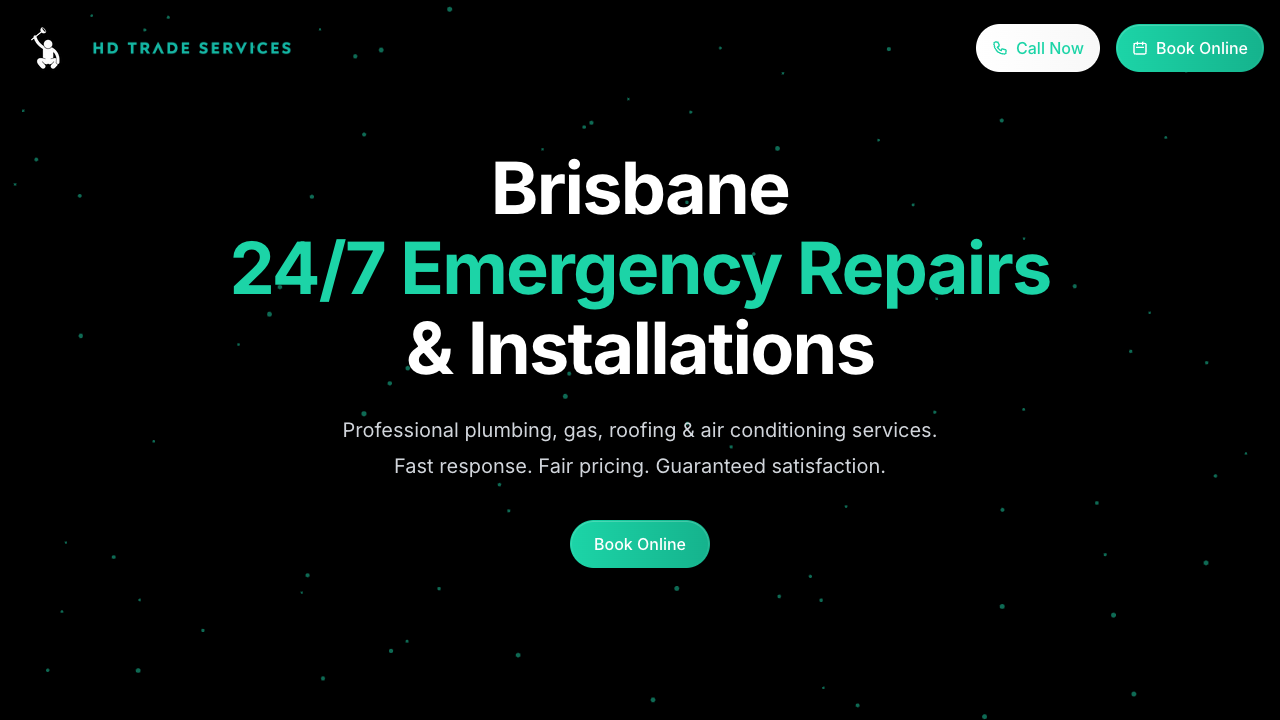 HD TRADE SERVICES
Call Now
Book Online
Brisbane
24/7 Emergency Repairs
& Installations
Professional plumbing, gas, roofing & air conditioning services.
Fast response. Fair pricing. Guaranteed satisfaction.
Book Online